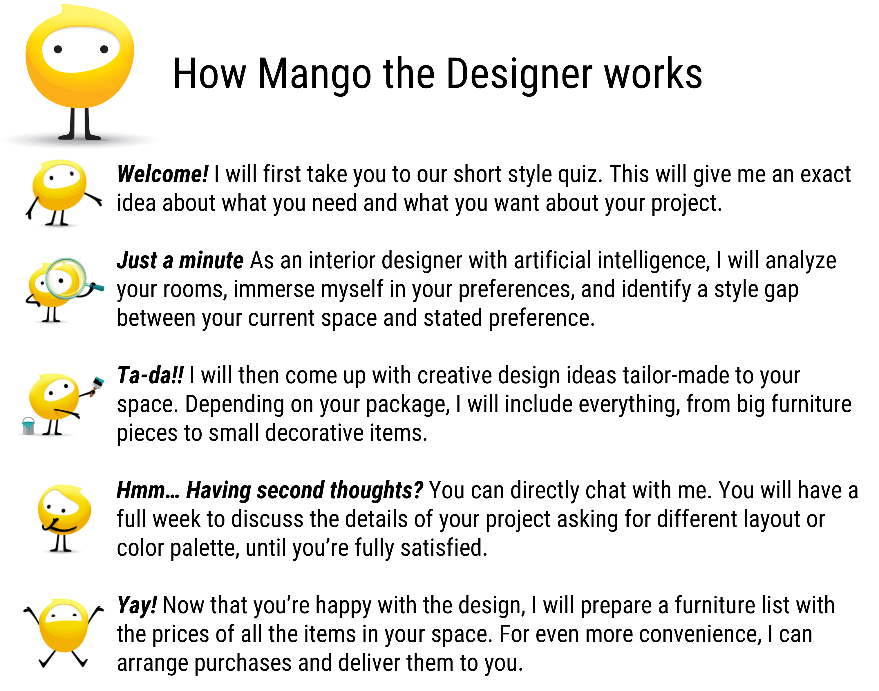 How Mango the Designer works
Welcome! I will first take you to our short style quiz. This will give me an exact
idea about what you need and what you want about your project.
Just a minute As an interior designer with artificial intelligence, I will analyze
your rooms, immerse myself in your preferences, and identify a style gap
between your current space and stated preference.
Ta-da!! I will then come up with creative design ideas tailor-made to your
space. Depending on your package, I will include everything, from big furniture
pieces to small decorative items.
Hmm... Having second thoughts? You can directly chat with me. You will have a
full week to discuss the details of your project asking for different layout or
color palette, until you're fully satisfied.
Yay! Now that you're happy with the design, I will prepare a furniture list with
the prices of all the items in your space. For even more convenience, I can
arrange purchases and deliver them to you.